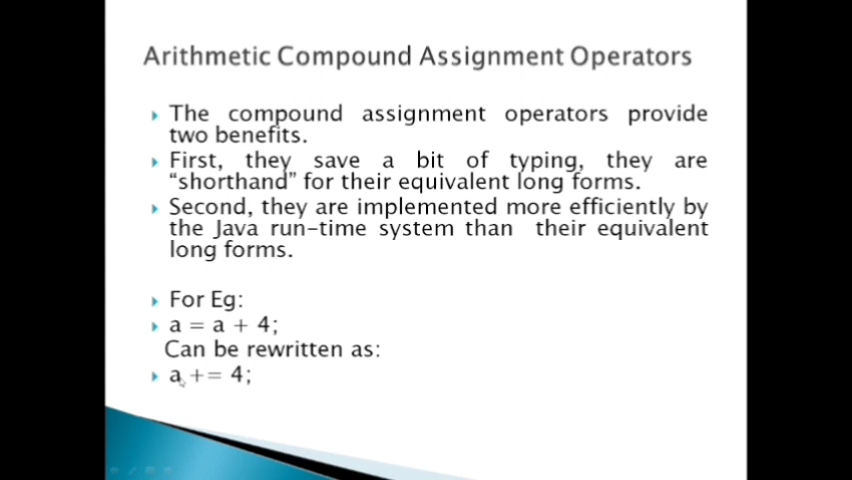 Arithmetic Compound Assignment Operators
The compound assignment operators provide
two benefits.
First, they save a bit of typing, they are
“shorthand” for their equivalent long forms.
Second, they are implemented more efficiently by
the Java run-time system than their equivalent
long forms.
For Eg:
a = a + 4;
Can be rewritten as:
a += 4;